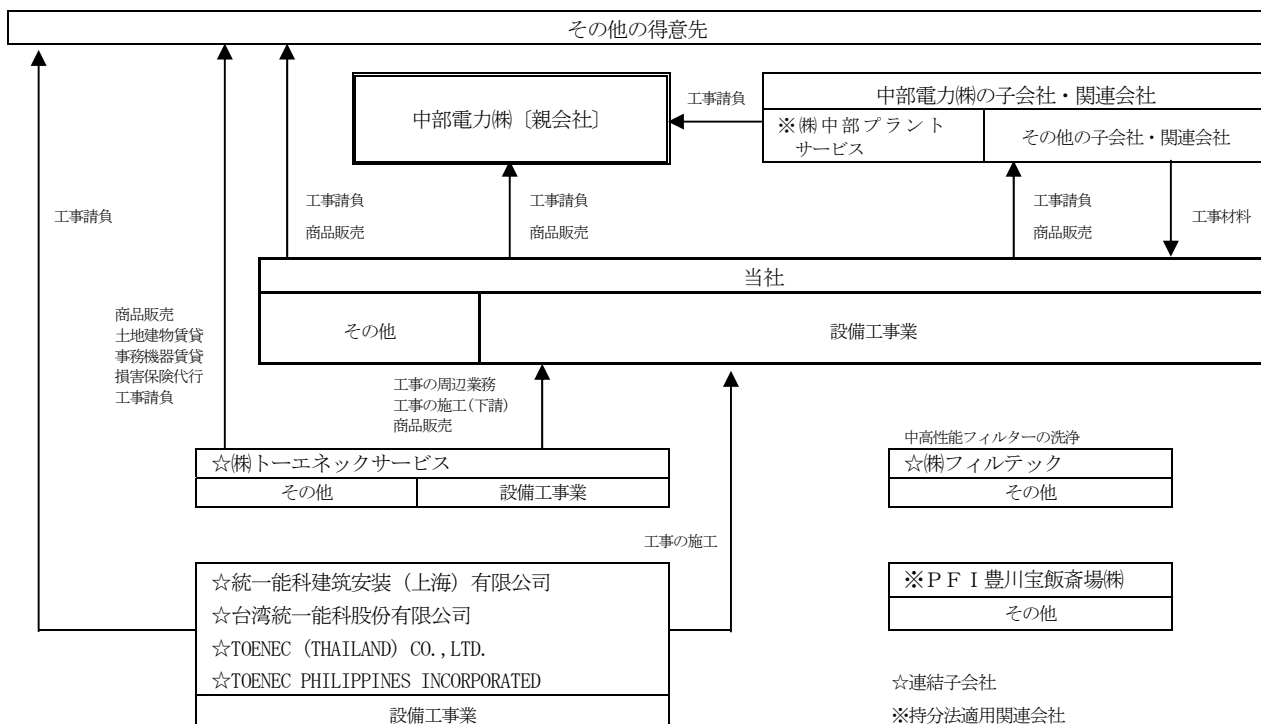 その他の得意先
中部電力㈱〔親会社〕
工事請負
中部電力㈱の子会社・関連会社
※㈱中部プラント
サービス
その他の子会社・関連会社
工事請負
工事請負
商品販売
工事請負
商品販売
工事請負
商品販売
工事材料
当社
その他
設備工事業
商品販売
土地建物賃貸
事務機器賃貸
損害保険代行
工事請負
工事の周辺業務
工事の施工(下請)
商品販売
☆㈱トーエネックサービス
その他
設備工事業
中高性能フィルターの洗浄
☆㈱フィルテック
その他
工事の施工
☆統一能科建筑安装（上海）有限公司
☆台湾統一能科股份有限公司
☆TOENEC (THAILAND) CO.,LTD.
☆TOENEC PHILIPPINES INCORPORATED
設備工事業
※ＰＦＩ豊川宝飯斎場㈱
その他
☆連結子会社
※持分法適用関連会社